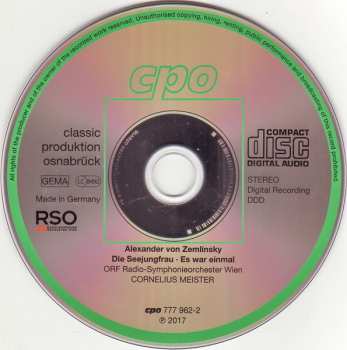 All rights of the producer and of the owner of the recorded work reserved. Unauthorised copying, hiring, renting, public performance and broadcasting of this record prohibited.
cpo
classic
produktion
osnabrück
GEMA
Made in Germany
RSO
COMPACT
disc
DIGITAL AUDIO
STEREO
Digital Recording
DDD
Alexander von Zemlinsky
Die Seejungfrau · Es war einmal
ORF Radio-Symphonieorchester Wien
CORNELIUS MEISTER
cpo 777 962-2
℗ 2017